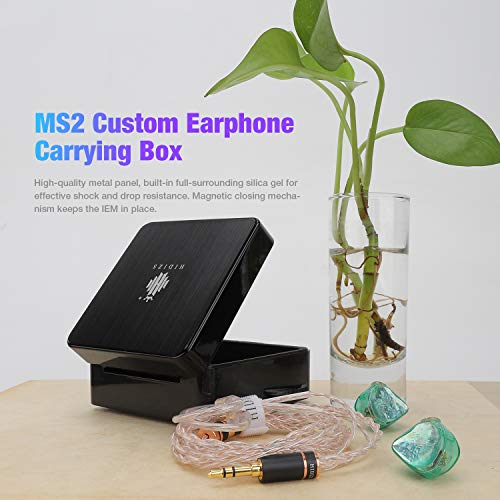 MS2 Custom Earphone
Carrying Box
High-quality metal panel, built-in full-surrounding silica gel for
effective shock and drop resistance. Magnetic closing mecha-
nism keeps the IEM in place.
HIDIZS